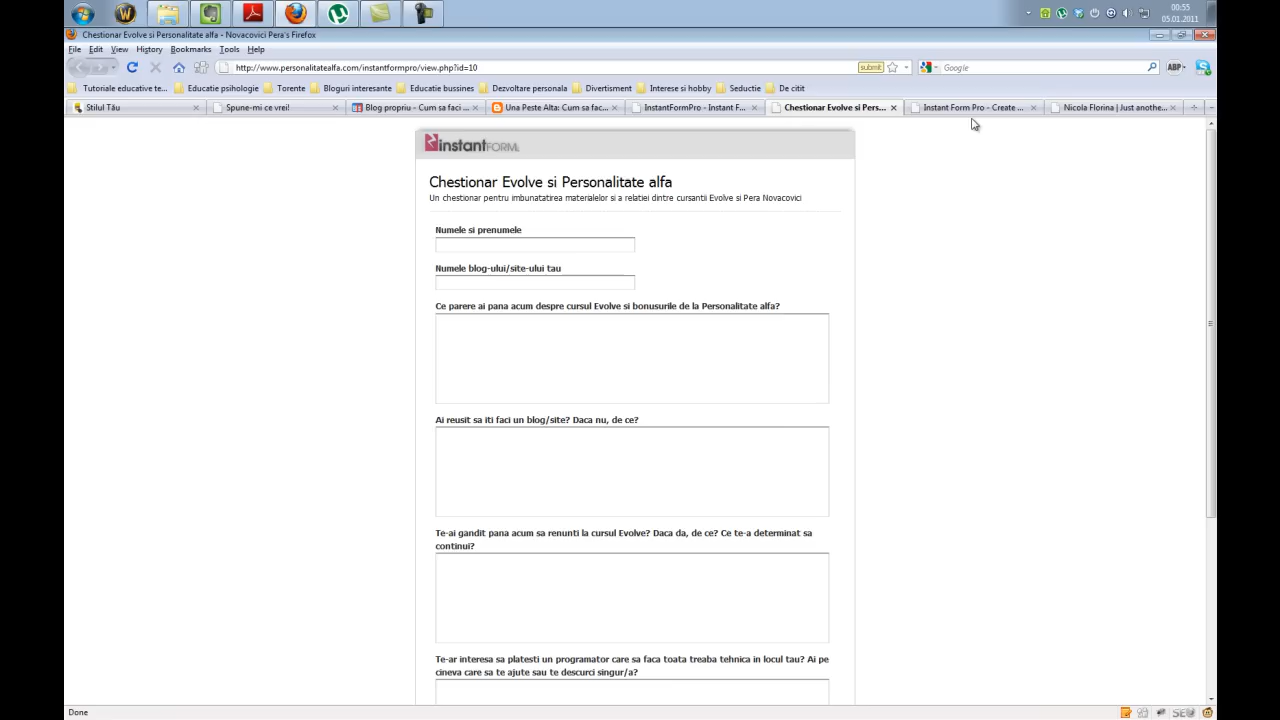 00:55
05.01.2011
Chestionar Evolve si Personalitate alfa - Novacovici Pera's Firefox
File Edit View History Bookmarks Tools Help
http://www.personalitatealfa.com/instantformpro/view.php?id=10 submit Google ABP
Tutoriale educative te... Educatie psihologie Torente Bloguri interesante Educatie bussines Dezvoltare personala Divertisment Interese si hobby Seductie De citit
Stilul Tău Spune-mi ce vrei! Blog propriu - Cum sa faci ... Una Peste Alta: Cum sa fac... InstantFormPro - Instant F... Chestionar Evolve si Pers... Instant Form Pro - Create ... Nicola Florina | Just anothe...
instantFORM
Chestionar Evolve si Personalitate alfa
Un chestionar pentru imbunatatirea materialelor si a relatiei dintre cursantii Evolve si Pera Novacovici
Numele si prenumele
Numele blog-ului/site-ului tau
Ce parere ai pana acum despre cursul Evolve si bonusurile de la Personalitate alfa?
Ai reusit sa iti faci un blog/site? Daca nu, de ce?
Te-ai gandit pana acum sa renunti la cursul Evolve? Daca da, de ce? Ce te-a determinat sa
continui?
Te-ar interesa sa platesti un programator care sa faca toata treaba tehnica in locul tau? Ai pe
cineva care sa te ajute sau te descurci singur/a?
Done